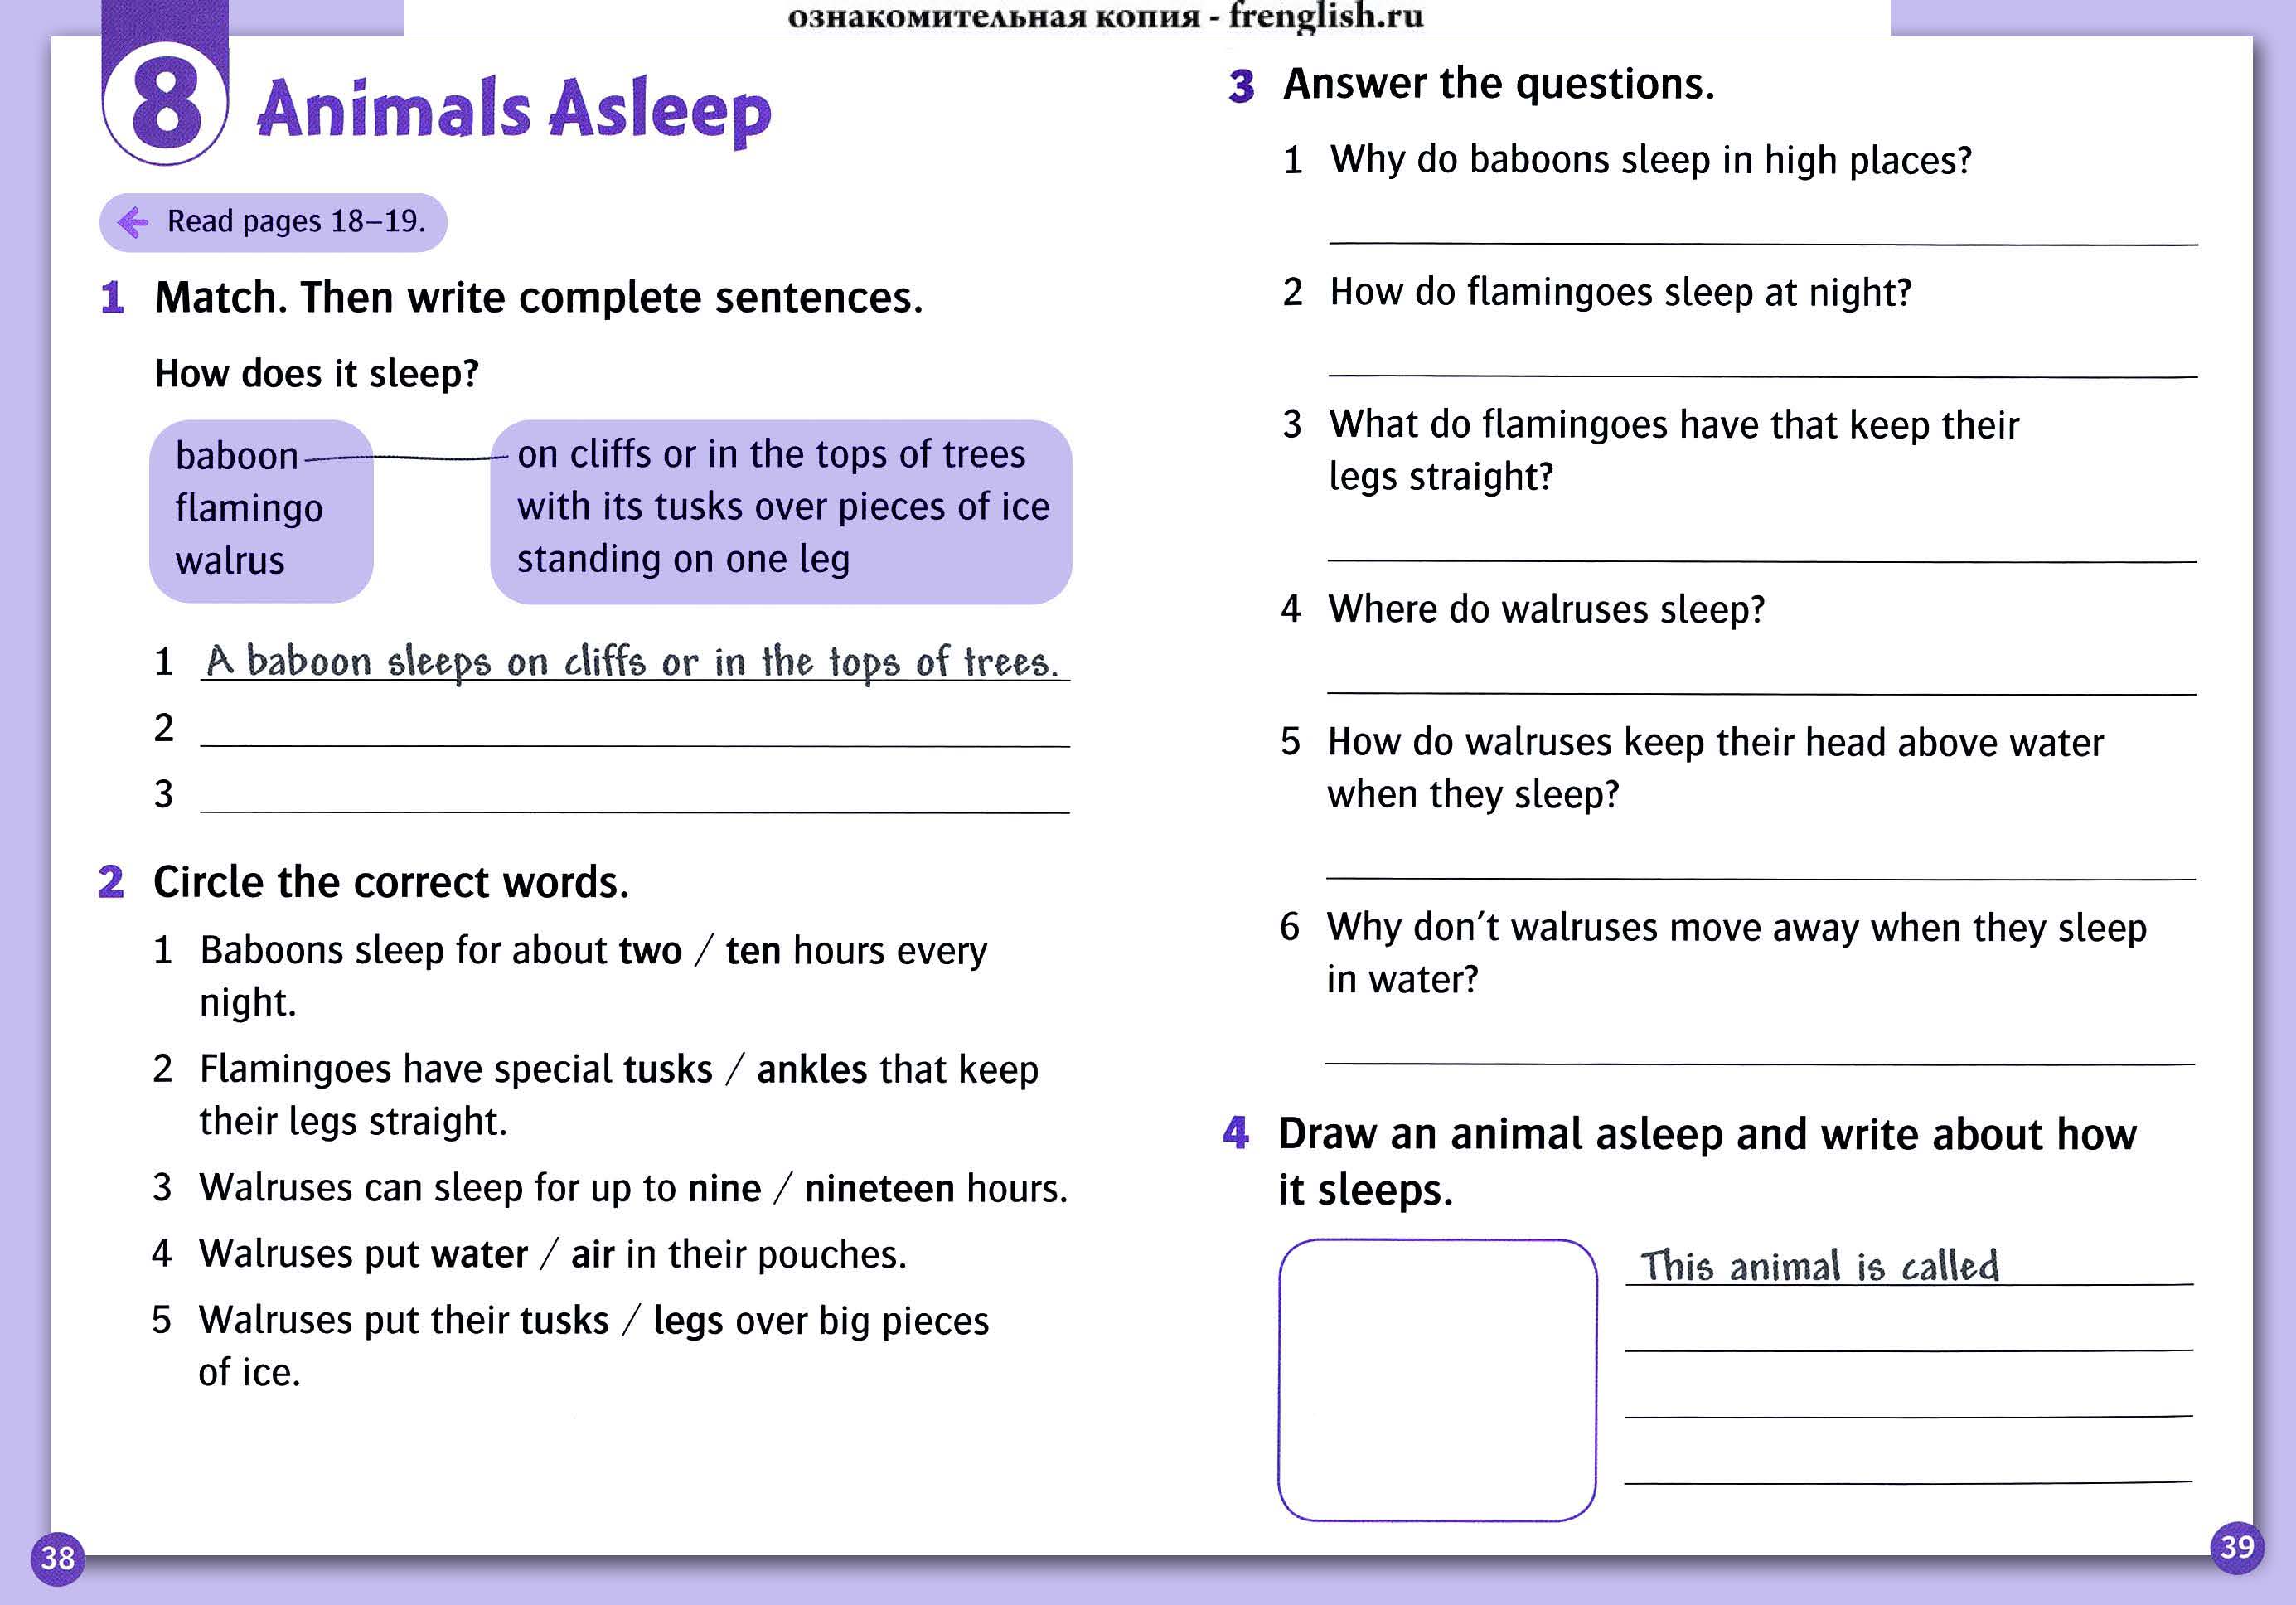 ознакомительная копия - frenglish.ru
8 Animals Asleep
← Read pages 18–19.
1 Match. Then write complete sentences.
How does it sleep?
baboon
flamingo
walrus
on cliffs or in the tops of trees
with its tusks over pieces of ice
standing on one leg
1 A baboon sleeps on cliffs or in the tops of trees.
2
3
2 Circle the correct words.
1 Baboons sleep for about two / ten hours every
night.
2 Flamingoes have special tusks / ankles that keep
their legs straight.
3 Walruses can sleep for up to nine / nineteen hours.
4 Walruses put water / air in their pouches.
5 Walruses put their tusks / legs over big pieces
of ice.
38
3 Answer the questions.
1 Why do baboons sleep in high places?
2 How do flamingoes sleep at night?
3 What do flamingoes have that keep their
legs straight?
4 Where do walruses sleep?
5 How do walruses keep their head above water
when they sleep?
6 Why don't walruses move away when they sleep
in water?
4 Draw an animal asleep and write about how
it sleeps.
This animal is called
39